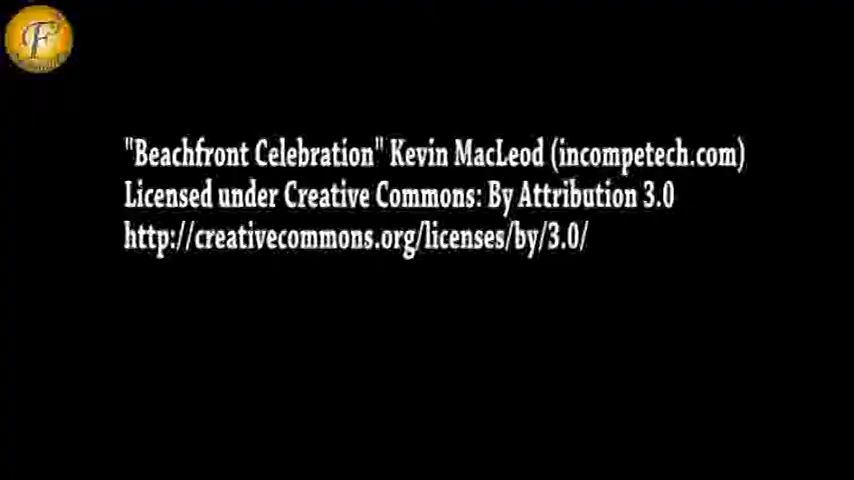 F
"Beachfront Celebration" Kevin MacLeod (incompetech.com)
Licensed under Creative Commons: By Attribution 3.0
http://creativecommons.org/licenses/by/3.0/